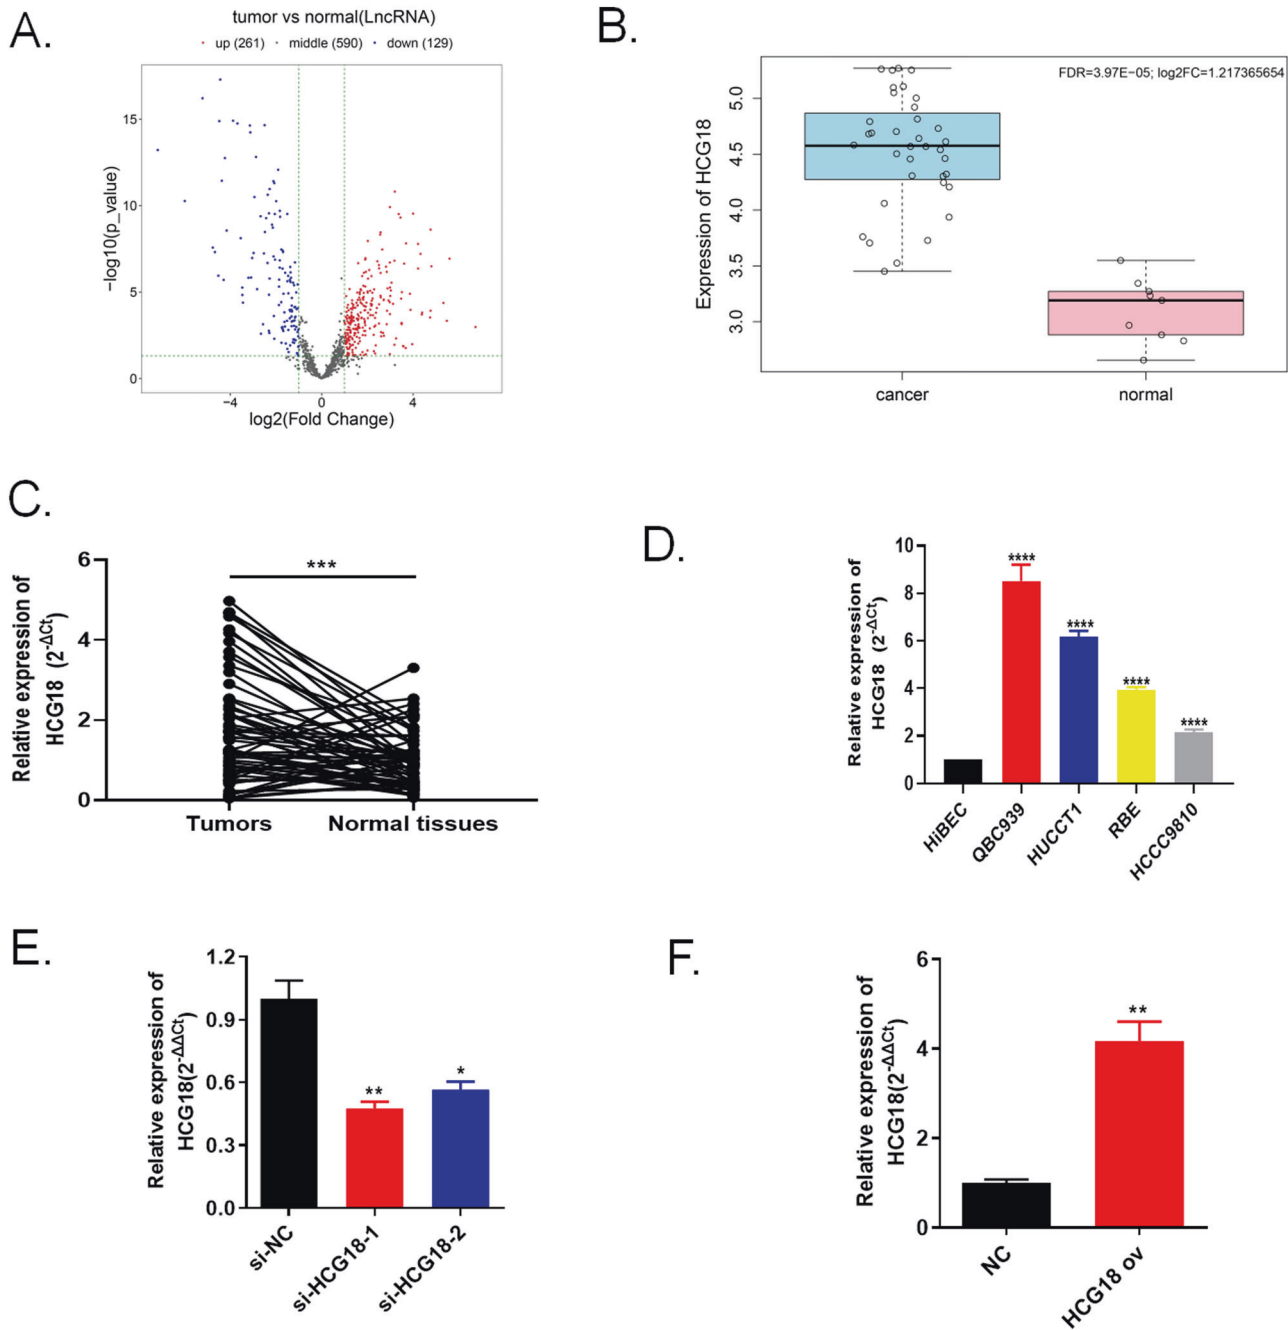 A.
tumor vs normal(LncRNA)
up (261) middle (590) down (129)
−log10(p_value)
15
10
5
0
−4 0 4
log2(Fold Change)
B.
FDR=3.97E−05; log2FC=1.217365654
Expression of HCG18
5.0
4.5
4.0
3.5
3.0
cancer normal
C.
Relative expression of
HCG18 (2^-ΔCt)
6
4
2
0
***
Tumors Normal tissues
D.
Relative expression of
HCG18 (2^-ΔCt)
10
8
6
4
2
0
****
****
****
****
HiBEC QBC939 HUCCT1 RBE HCCC9810
E.
Relative expression of
HCG18(2^-ΔΔCt)
1.2
0.9
0.6
0.3
0.0
**
*
si-NC si-HCG18-1 si-HCG18-2
F.
Relative expression of
HCG18(2^-ΔΔCt)
6
4
2
0
**
NC HCG18 ov